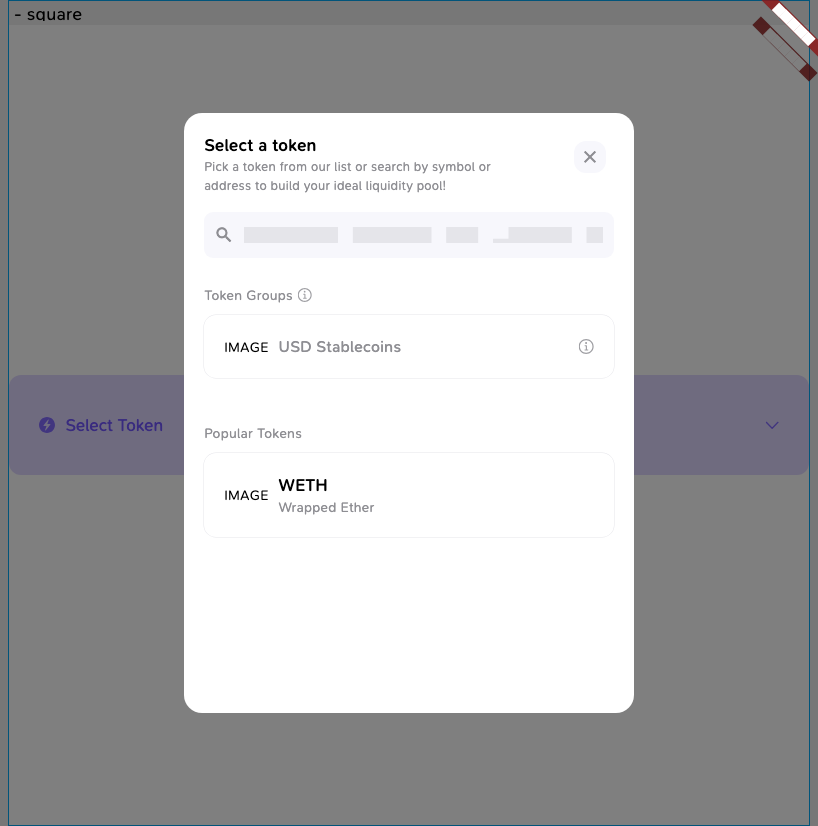 - square
Select a token
Pick a token from our list or search by symbol or
address to build your ideal liquidity pool!
Token Groups
IMAGE USD Stablecoins
Select Token
Popular Tokens
IMAGE
WETH
Wrapped Ether